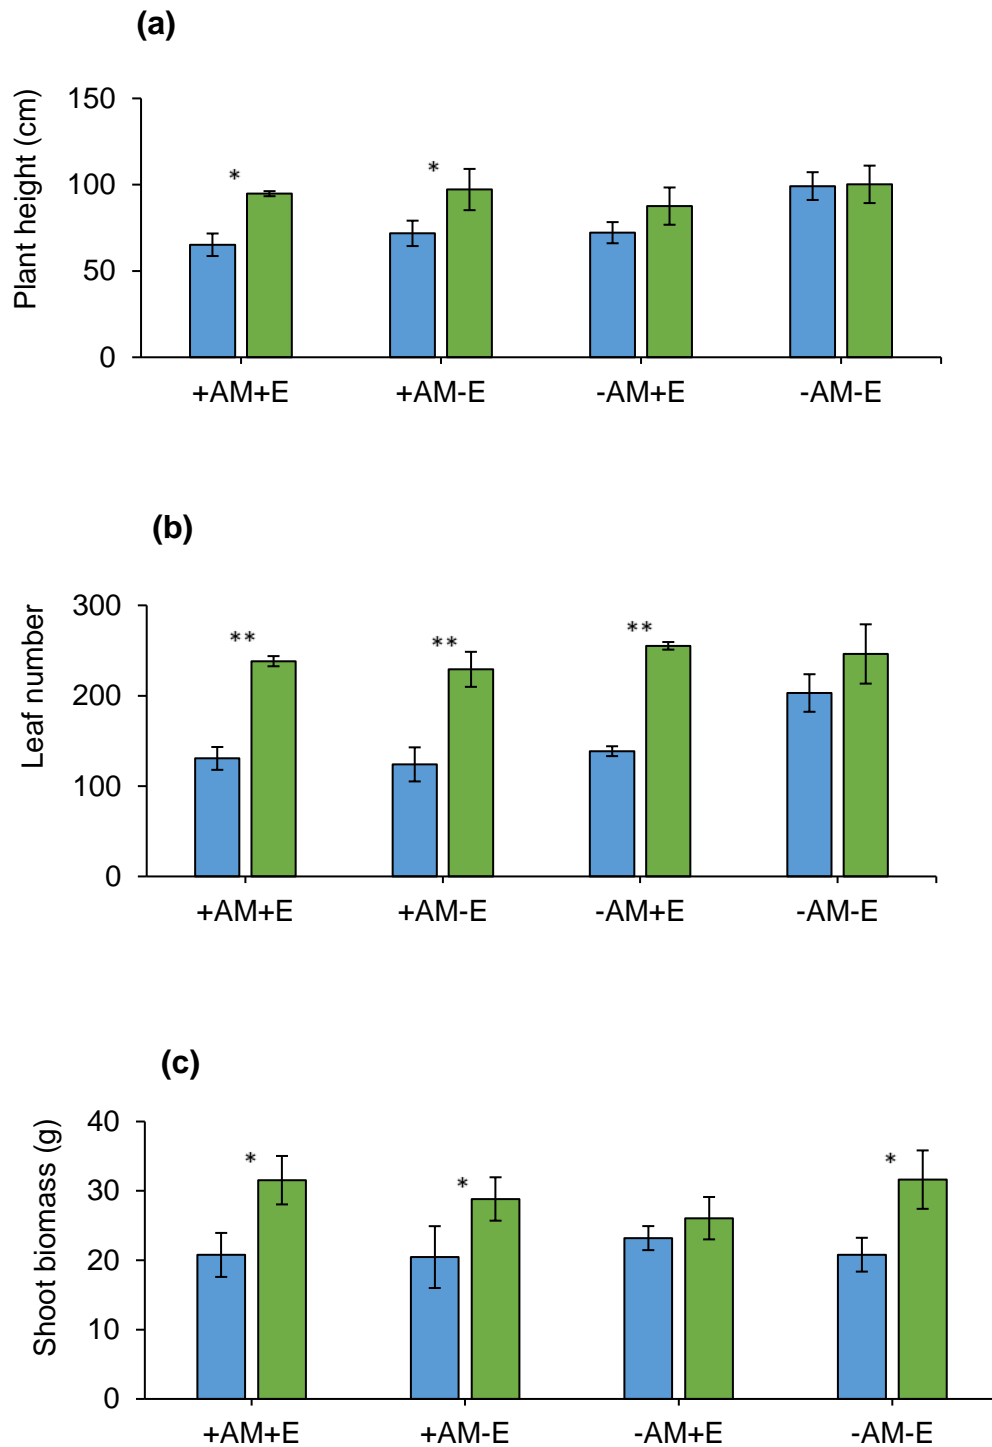 (a)
Plant height (cm)
150
100
50
0
* *
+AM+E +AM-E -AM+E -AM-E
(b)
Leaf number
300
200
100
0
** ** **
+AM+E +AM-E -AM+E -AM-E
(c)
Shoot biomass (g)
40
30
20
10
0
* * *
+AM+E +AM-E -AM+E -AM-E